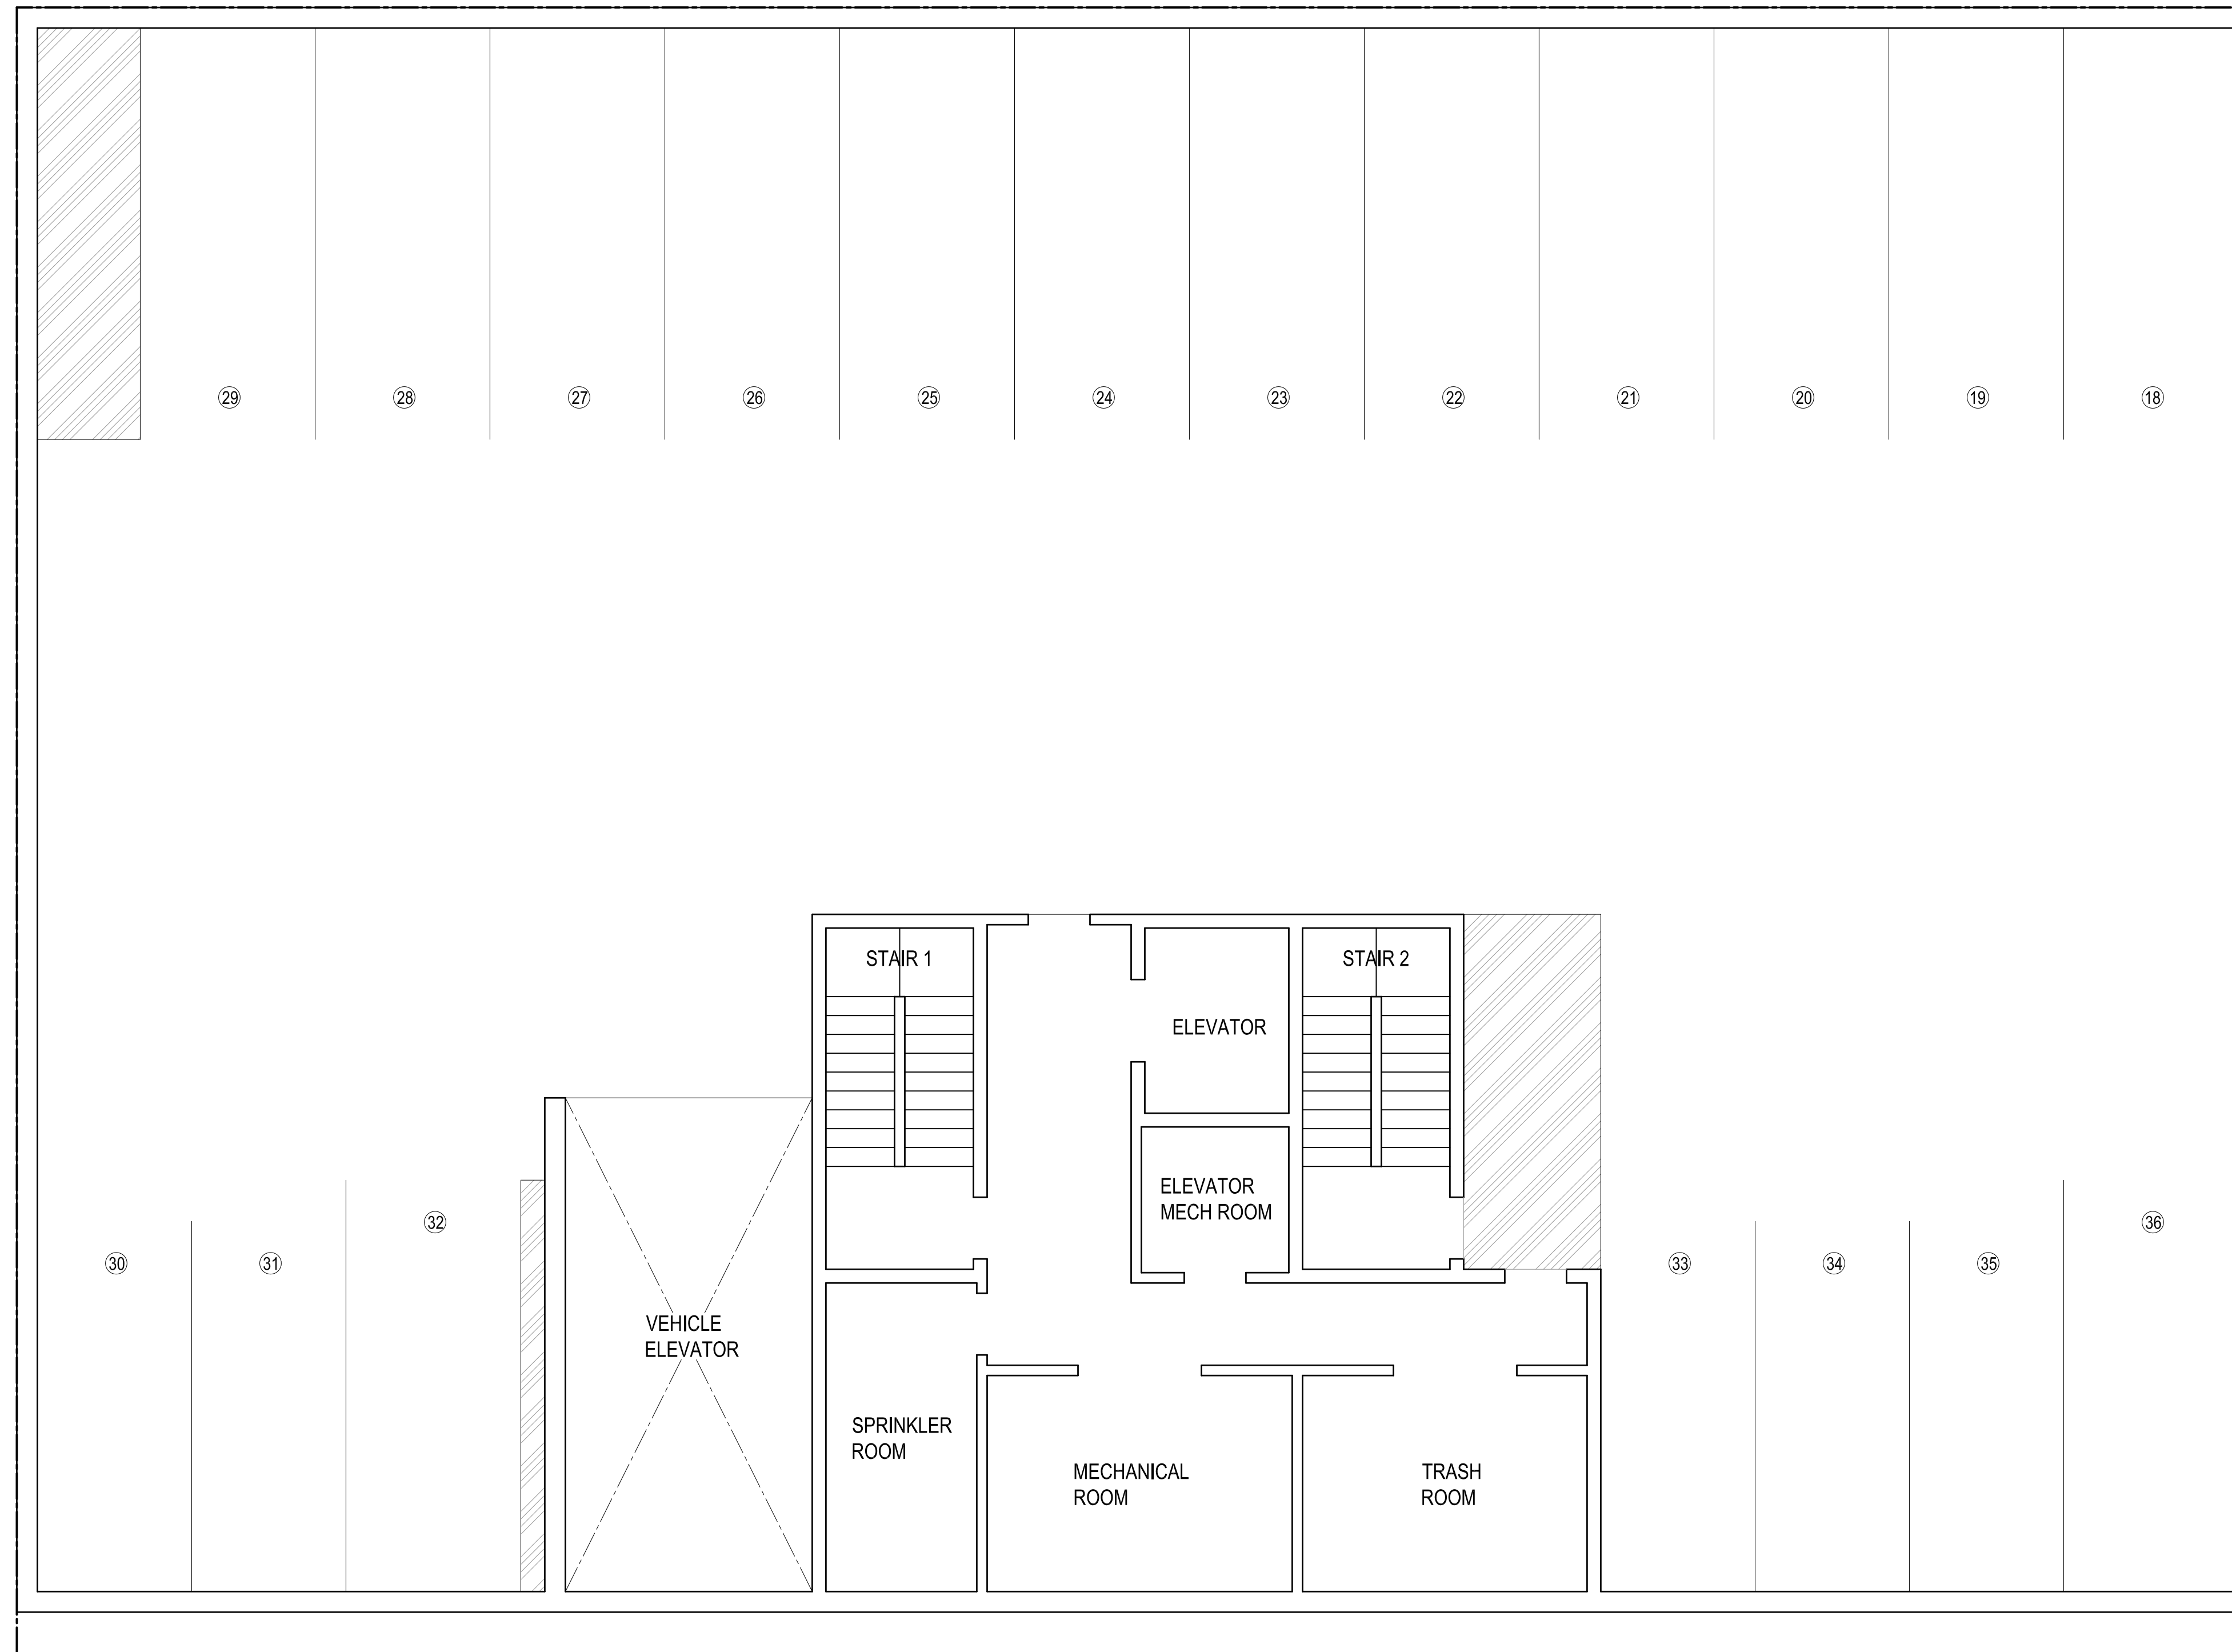 29
28
27
26
25
24
23
22
21
20
19
18
STAIR 1
STAIR 2
ELEVATOR
ELEVATOR
MECH ROOM
30
31
32
33
34
35
36
VEHICLE
ELEVATOR
SPRINKLER
ROOM
MECHANICAL
ROOM
TRASH
ROOM